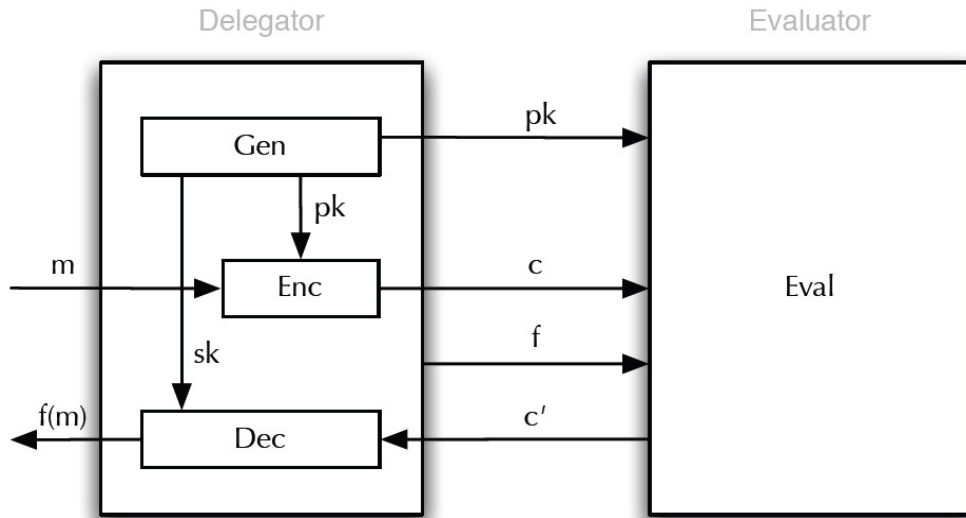 Delegator
Evaluator
Gen
pk
pk
m
Enc
c
Eval
f
sk
f(m)
Dec
c′